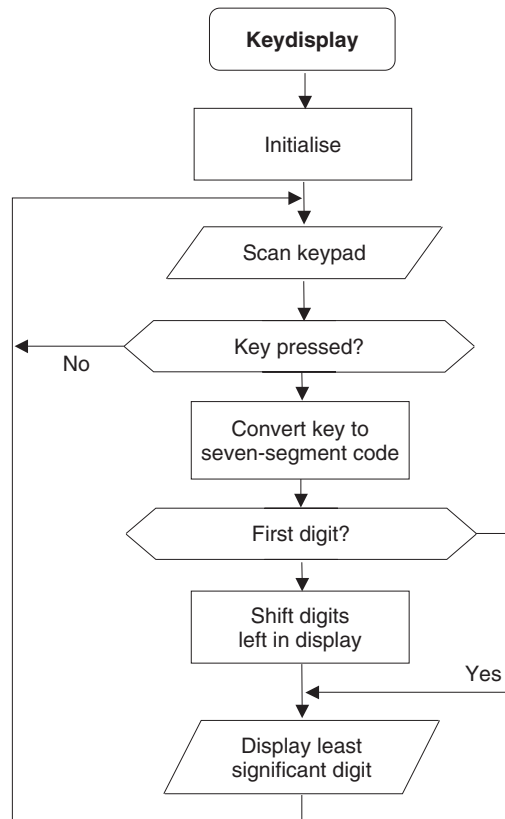 Keydisplay
Initialise
Scan keypad
Key pressed?
No
Convert key to
seven-segment code
First digit?
Shift digits
left in display
Yes
Display least
significant digit